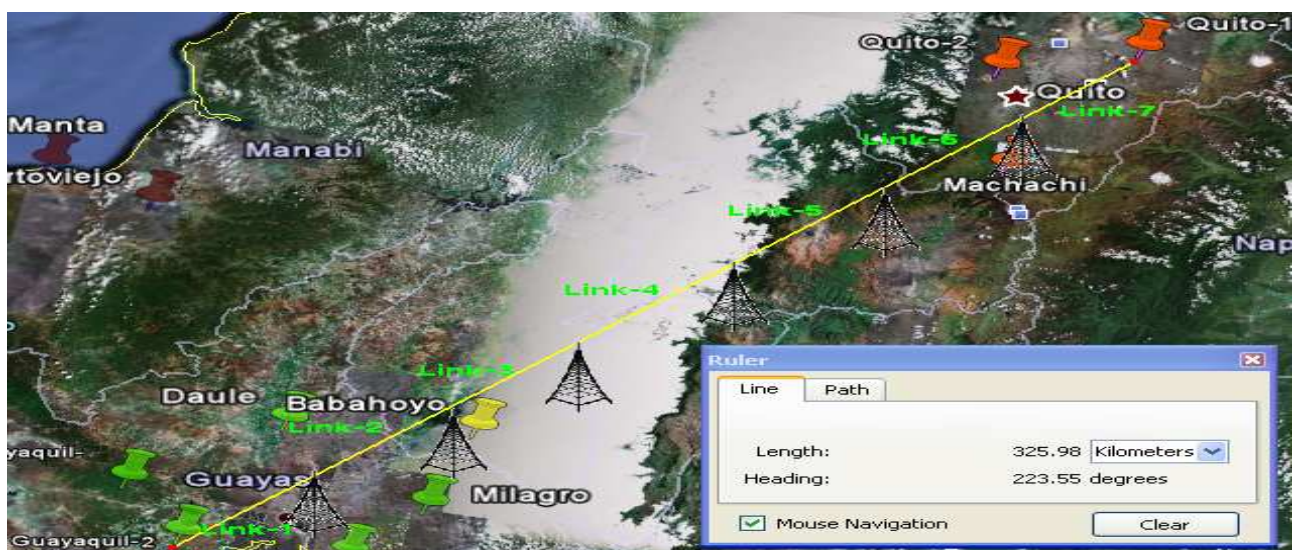 Quito-1
Quito-2
Quito
Link-7
Manta
Manabi
Link-6
rtoviejo
Machachi
Link-5
Nap
Link-4
Ruler
Line Path
Link-3
Daule
Babahoyo
Link-2
Length: 325.98 Kilometers
yaquil-
Guayas
Heading: 223.55 degrees
Milagro
Mouse Navigation Clear
Link-1
Guayaquil-2